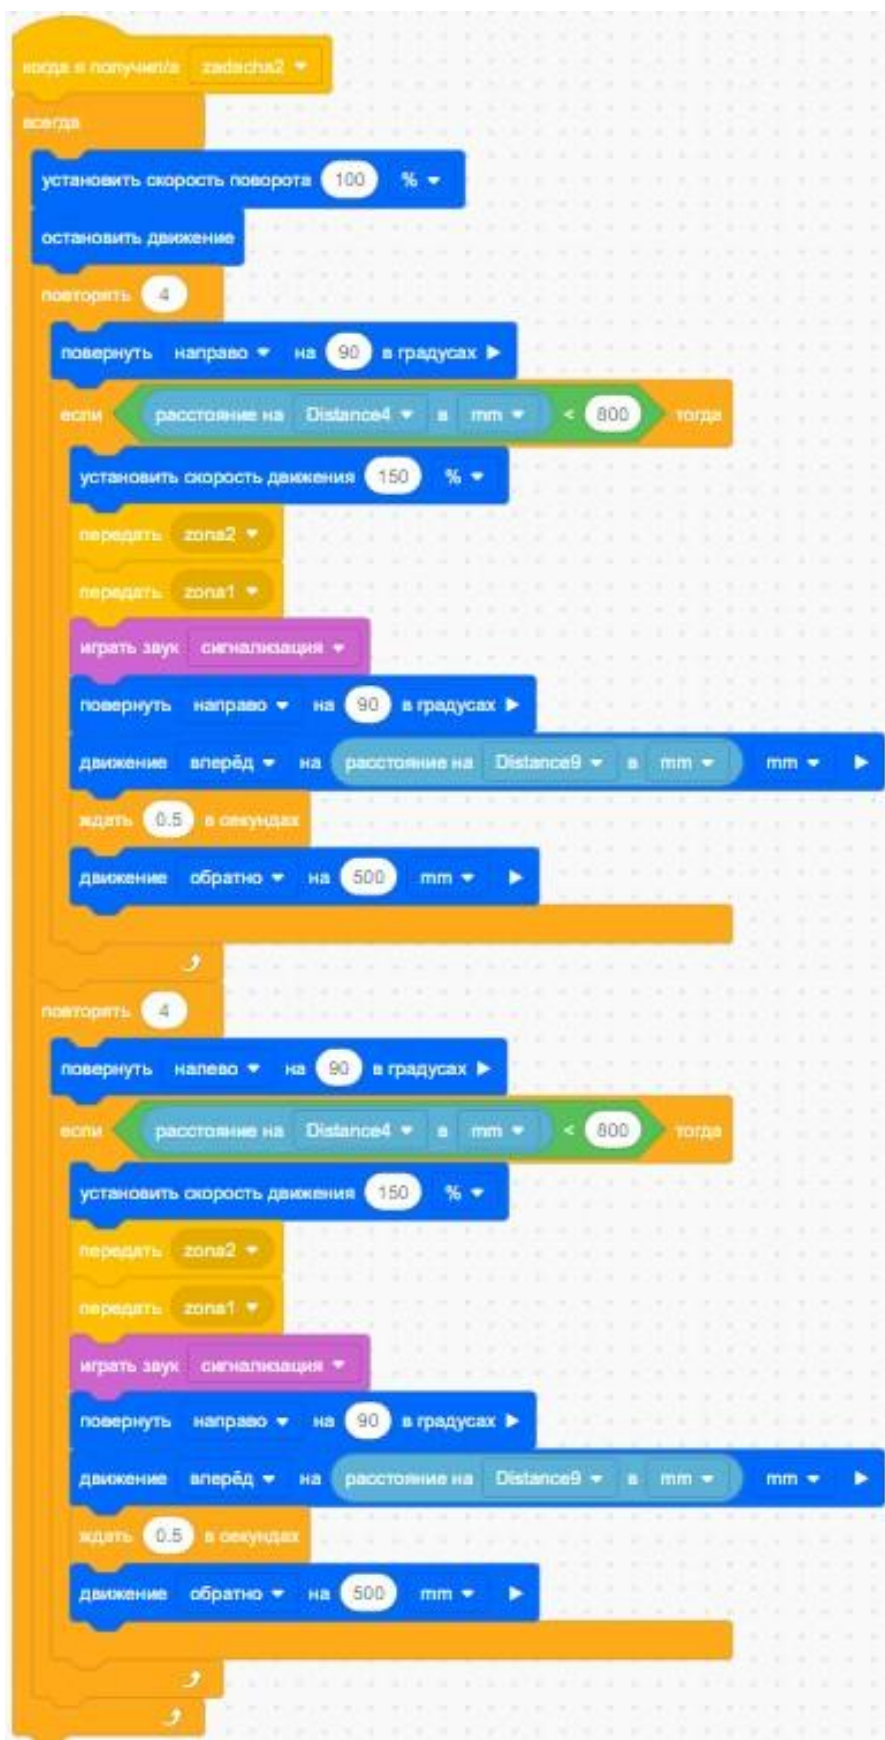 когда я получил/а zadacha2
всегда
установить скорость поворота 100 %
остановить движение
повторять 4
повернуть направо на 90 в градусах
если расстояние на Distance4 в mm < 800 тогда
установить скорость движения 150 %
передать zona2
передать zona1
играть звук сигнализация
повернуть направо на 90 в градусах
движение вперёд на расстояние на Distance9 в mm mm
ждать 0.5 в секундах
движение обратно на 500 mm
повторять 4
повернуть налево на 90 в градусах
если расстояние на Distance4 в mm < 800 тогда
установить скорость движения 150 %
передать zona2
передать zona1
играть звук сигнализация
повернуть направо на 90 в градусах
движение вперёд на расстояние на Distance9 в mm mm
ждать 0.5 в секундах
движение обратно на 500 mm